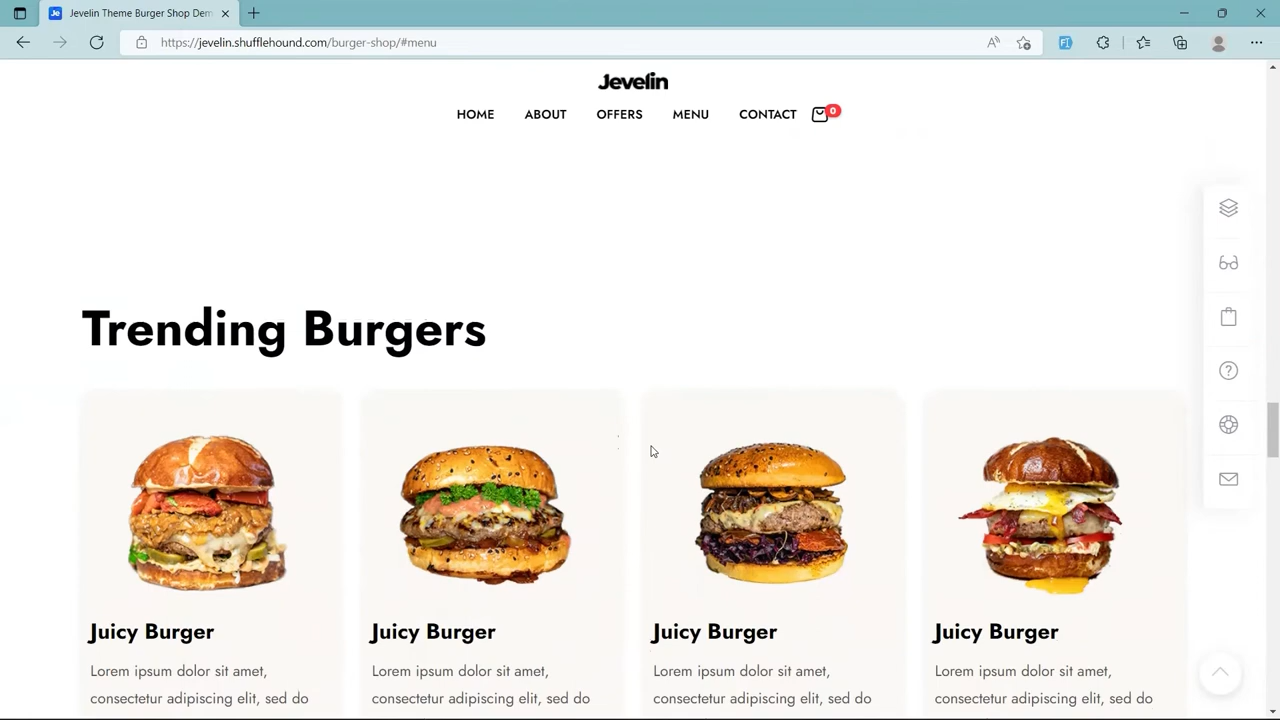 Jevelin Theme Burger Shop Dem
https://jevelin.shufflehound.com/burger-shop/#menu
Jevelin
HOME ABOUT OFFERS MENU CONTACT 0
Trending Burgers
Juicy Burger Juicy Burger Juicy Burger Juicy Burger
Lorem ipsum dolor sit amet, Lorem ipsum dolor sit amet, Lorem ipsum dolor sit amet, Lorem ipsum dolor sit amet,
consectetur adipiscing elit, sed do consectetur adipiscing elit, sed do consectetur adipiscing elit, sed do consectetur adipiscing elit, sed do